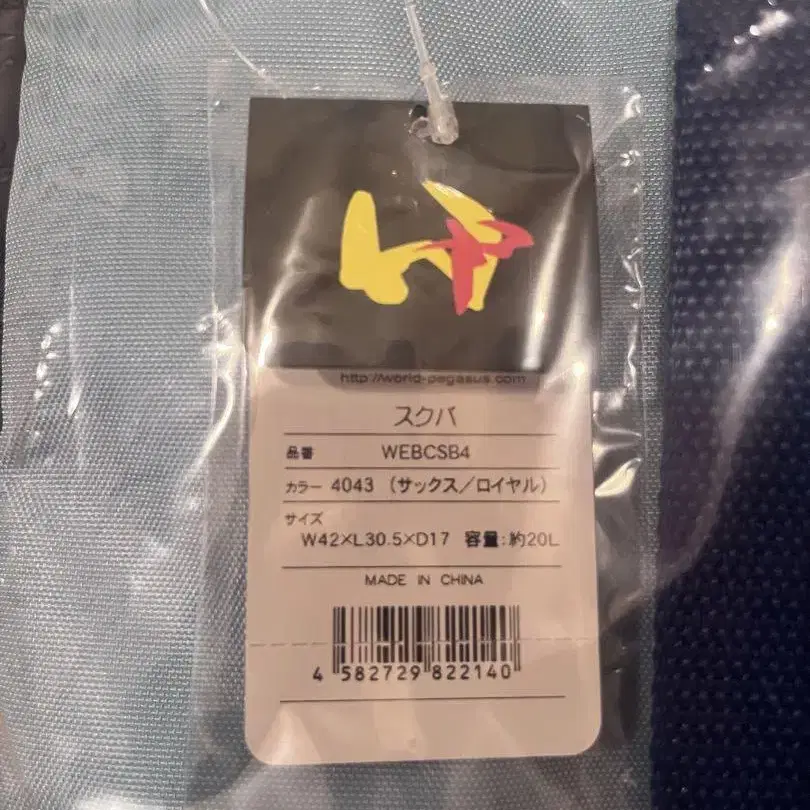 http://world-pegasus.com
スクバ
品番 WEBCSB4
カラー 4043 (サックス/ロイヤル)
サイズ
W42×L30.5×D17 容量:約20L
MADE IN CHINA
4 582729 822140